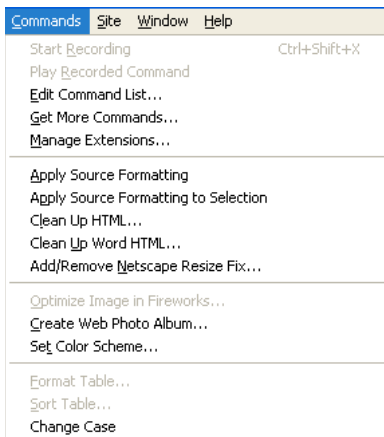 Commands Site Window Help
Start Recording Ctrl+Shift+X
Play Recorded Command
Edit Command List...
Get More Commands...
Manage Extensions...
Apply Source Formatting
Apply Source Formatting to Selection
Clean Up HTML...
Clean Up Word HTML...
Add/Remove Netscape Resize Fix...
Optimize Image in Fireworks...
Create Web Photo Album...
Set Color Scheme...
Format Table...
Sort Table...
Change Case